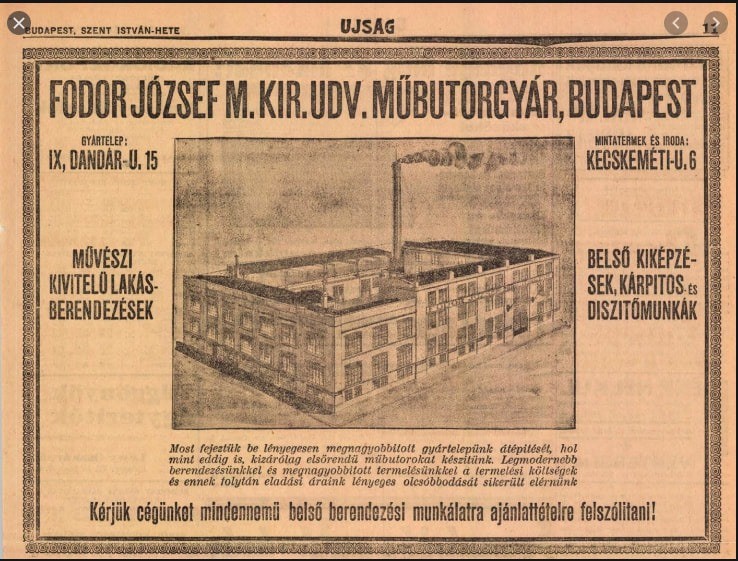 BUDAPEST, SZENT ISTVÁN-HETE
UJSÁG
FODOR JÓZSEF M. KIR. UDV. MŰBUTORGYÁR, BUDAPEST
GYÁRTELEP:
IX, DANDÁR-U. 15
MINTATERMEK ÉS IRODA:
KECSKEMÉTI-U. 6
MŰVÉSZI
KIVITELŰ LAKÁS-
BERENDEZÉSEK
BELSŐ KIKÉPZÉ-
SEK, KÁRPITOS- ÉS
DISZITŐMUNKÁK
Most fejeztük be lényegesen megnagyobbitott gyártelepünk átépitését, hol
mint eddig is, kizárólag elsőrendű műbutorokat készitünk. Legmodernebb
berendezésünkkel és megnagyobbitott termelésünkkel a termelési költségek
és ennek folytán eladási áraink lényeges olcsóbbodását sikerült elérnünk
Kérjük cégünket mindennemű belső berendezési munkálatra ajánlattételre felszólitani!